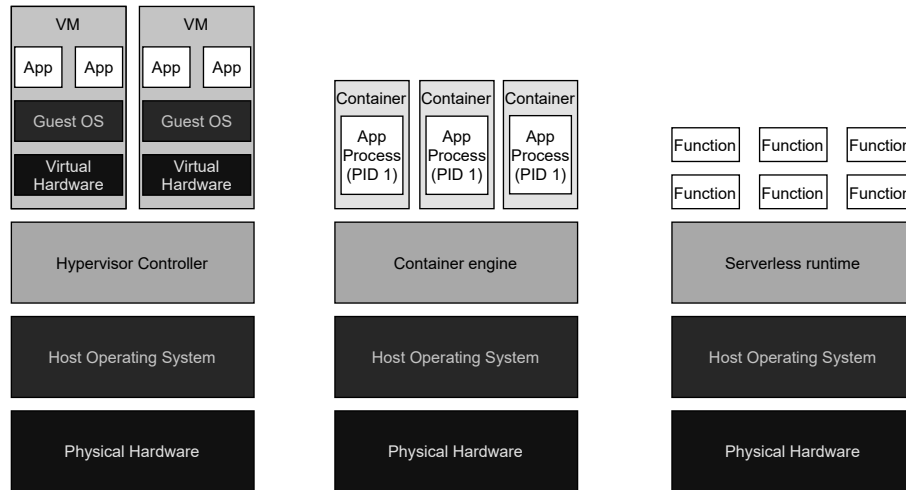 VM
VM
App
App
App
App
Guest OS
Guest OS
Virtual
Hardware
Virtual
Hardware
Hypervisor Controller
Host Operating System
Physical Hardware
Container
Container
Container
App
Process
(PID 1)
App
Process
(PID 1)
App
Process
(PID 1)
Container engine
Host Operating System
Physical Hardware
Function
Function
Function
Function
Function
Function
Serverless runtime
Host Operating System
Physical Hardware